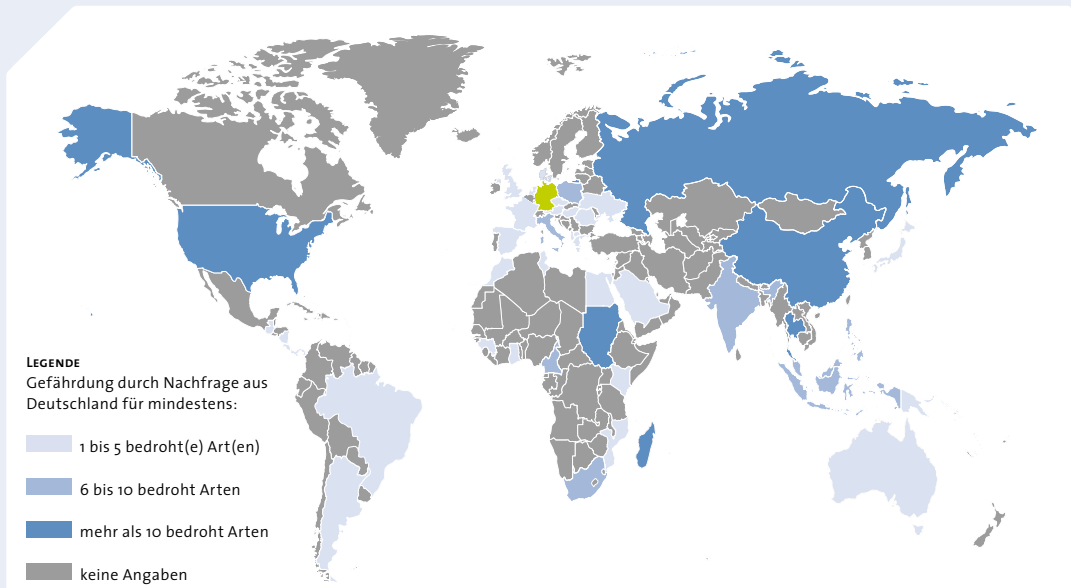 LEGENDE
Gefährdung durch Nachfrage aus
Deutschland für mindestens:
1 bis 5 bedroht(e) Art(en)
6 bis 10 bedroht Arten
mehr als 10 bedroht Arten
keine Angaben